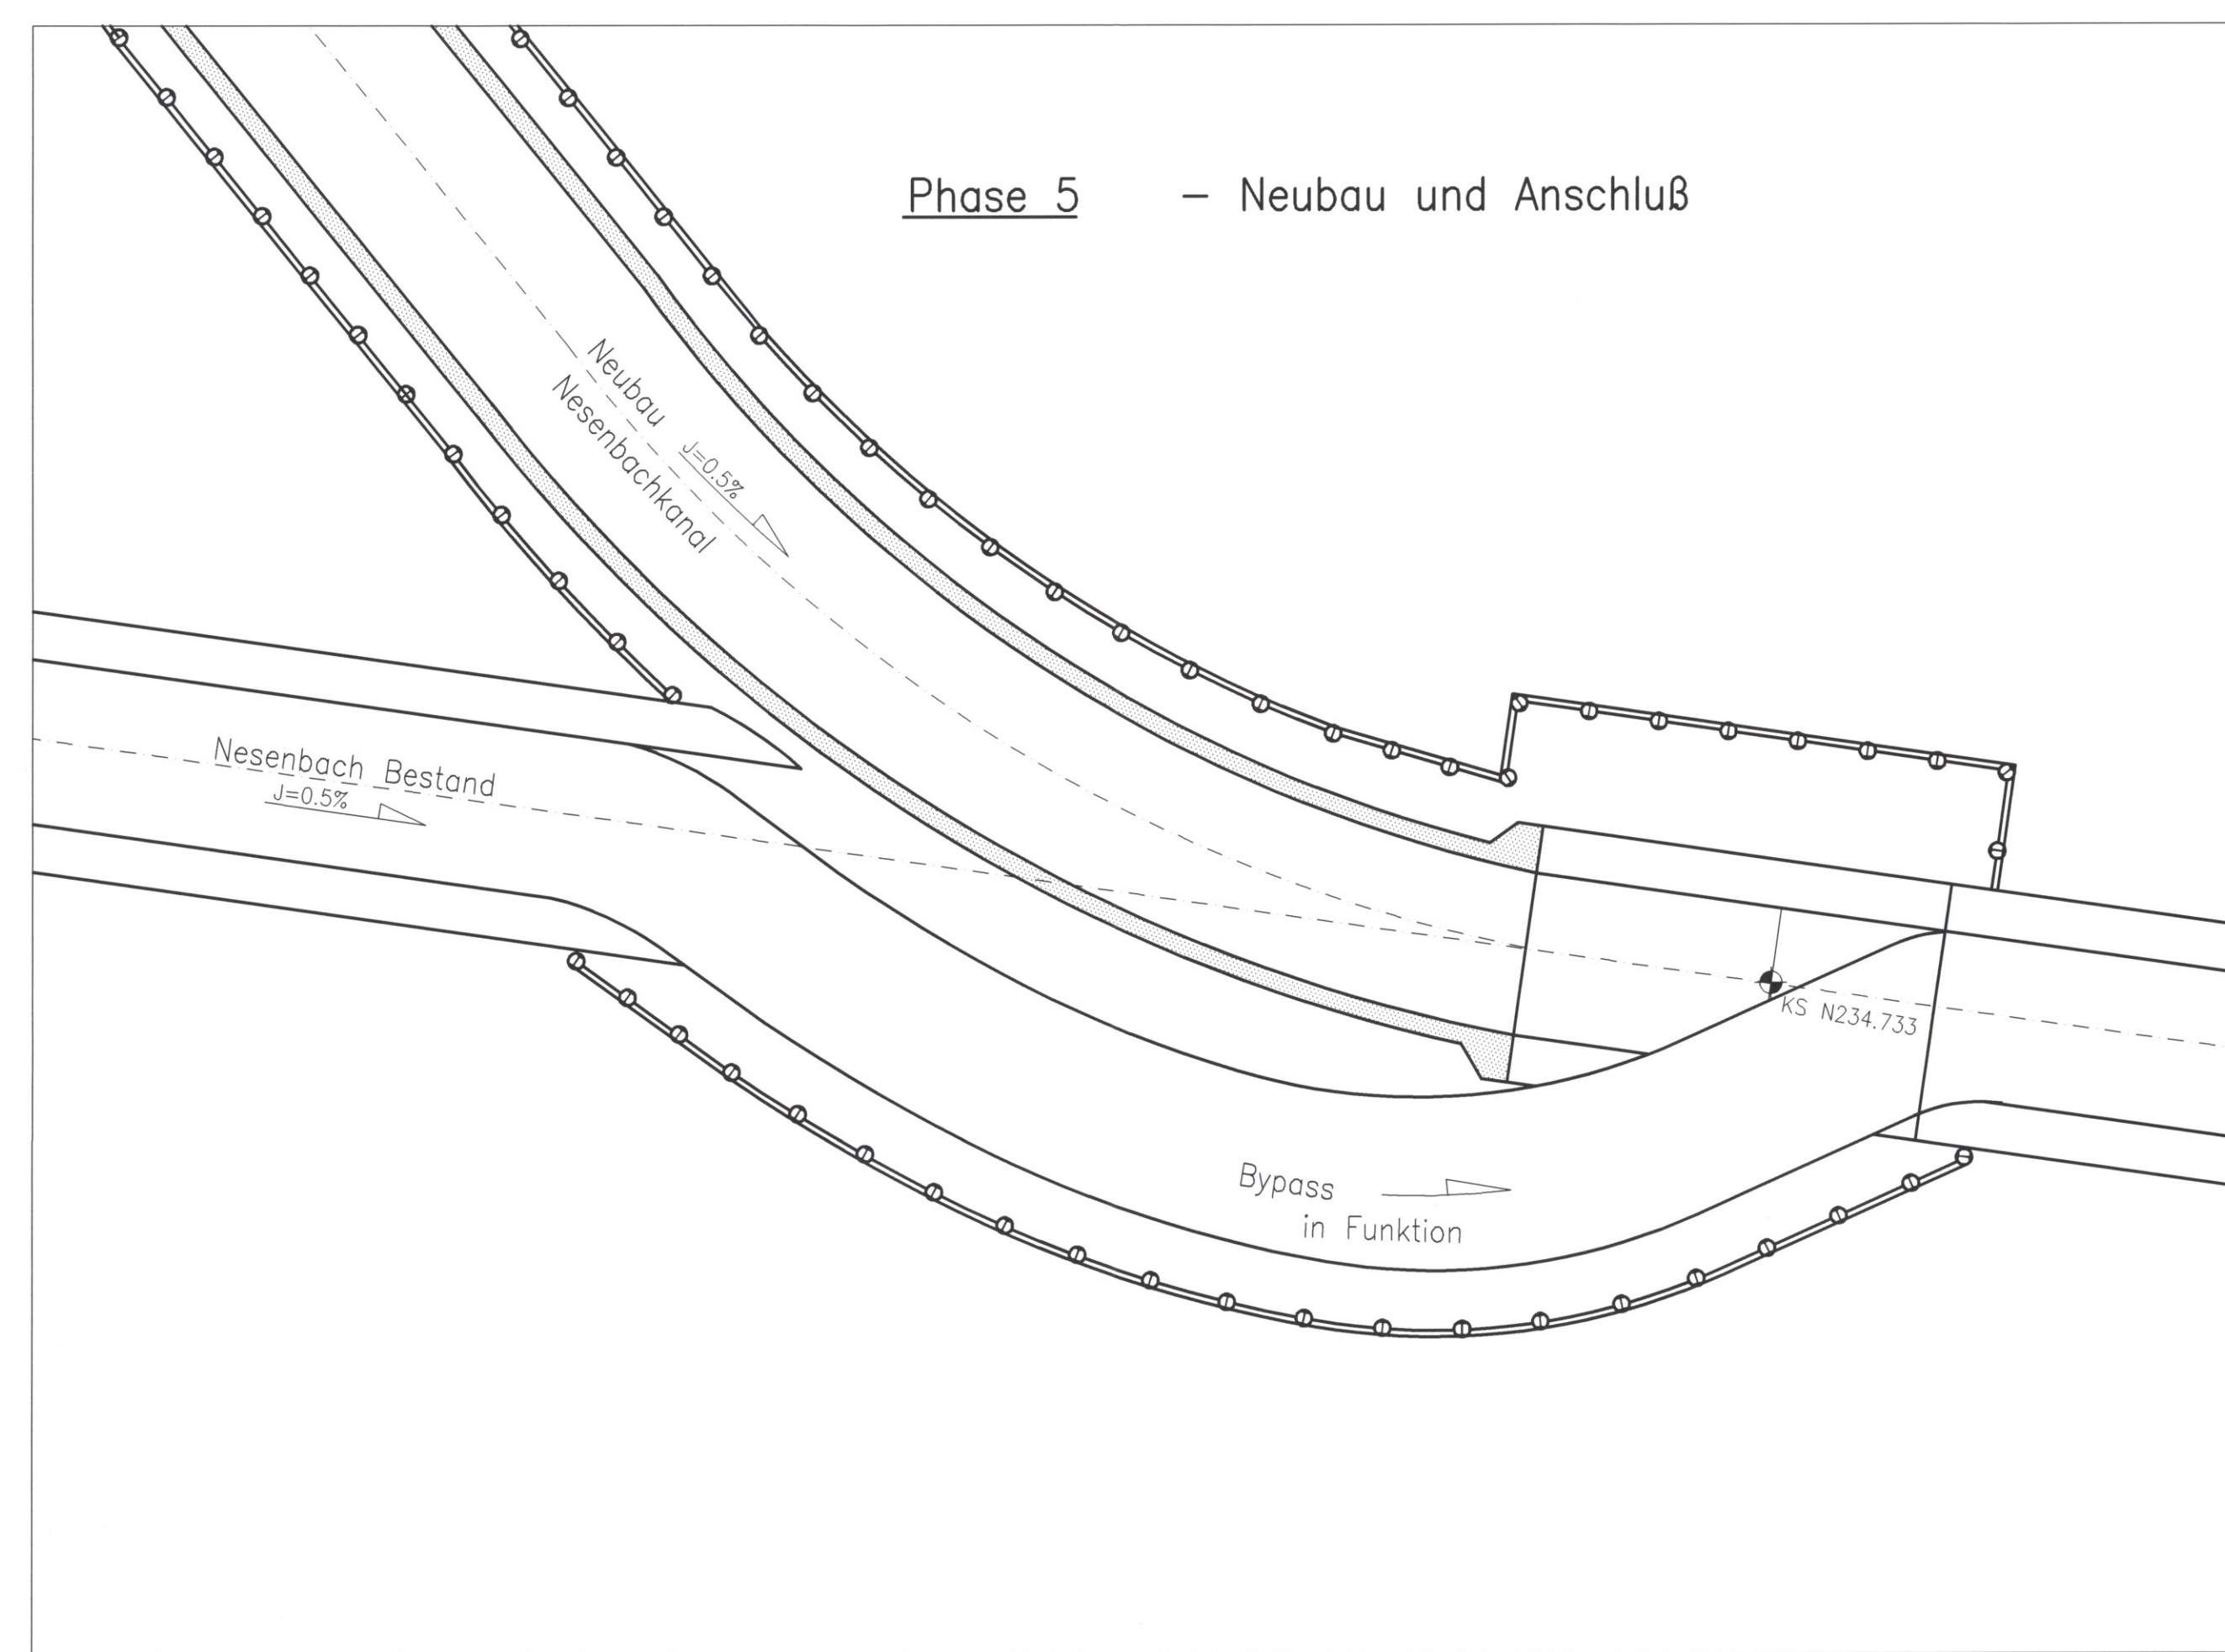 Phase 5 – Neubau und Anschluß
Neubau
Nesenbachkanal
J=0.5%
Nesenbach Bestand
J=0.5%
KS N234.733
Bypass
in Funktion